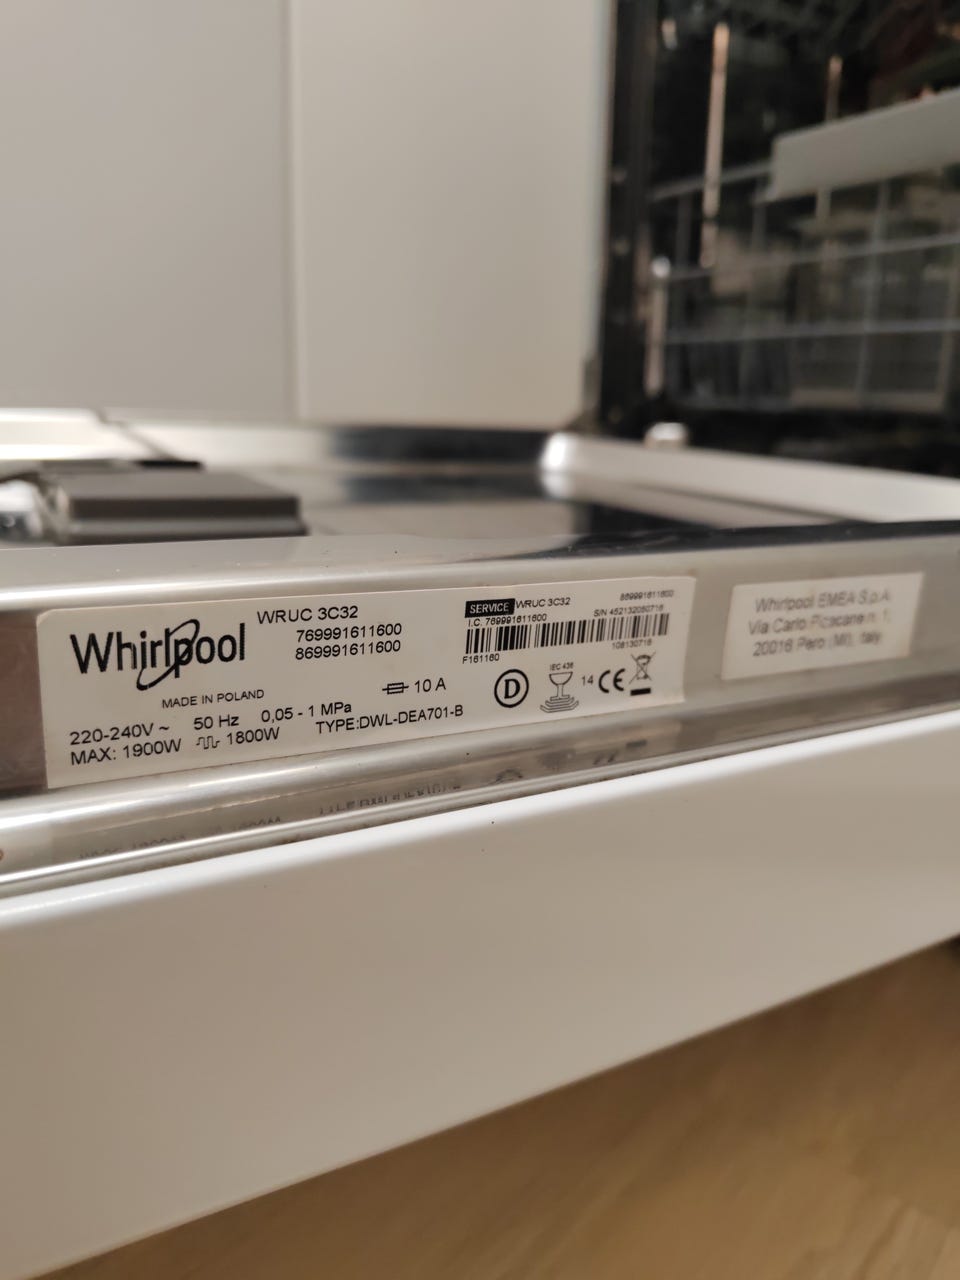 Whirlpool
WRUC 3C32
769991611600
869991611600
MADE IN POLAND
10 A
220-240V ~ 50 Hz 0,05 - 1 MPa
MAX: 1900W 1800W TYPE:DWL-DEA701-B
SERVICE WRUC 3C32 869991611600
I.C. 769991611600 S/N 452132060716
F161160 108130716
D
IEC 436
14 CE
Whirlpool EMEA S.p.A.
Via Carlo Pisacane n. 1,
20016 Pero (MI), Italy